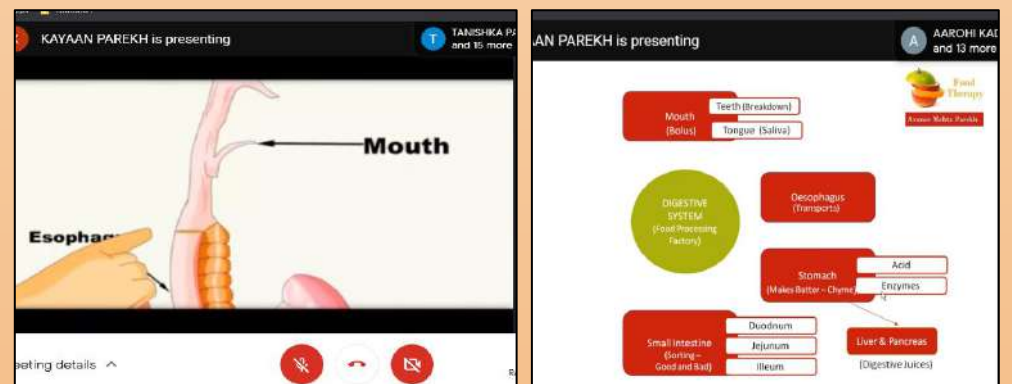 KAYAAN PAREKH is presenting
T
TANISHKA
and 15 more
Mouth
Esophag
eeting details
AN PAREKH is presenting
A
AAROHI KAD
and 13 more
Food
Therapy
Mouth
(Bolus)
Teeth (Breakdown)
Tongue (Saliva)
DIGESTIVE
SYSTEM
(Food Processing
Factory)
Oesophagus
(Transports)
Stomach
(Makes Batter – Chyme)
Acid
Enzymes
Small Intestine
(Sorting –
Good and Bad)
Duodnum
Jejunum
Illeum
Liver & Pancreas
(Digestive Juices)